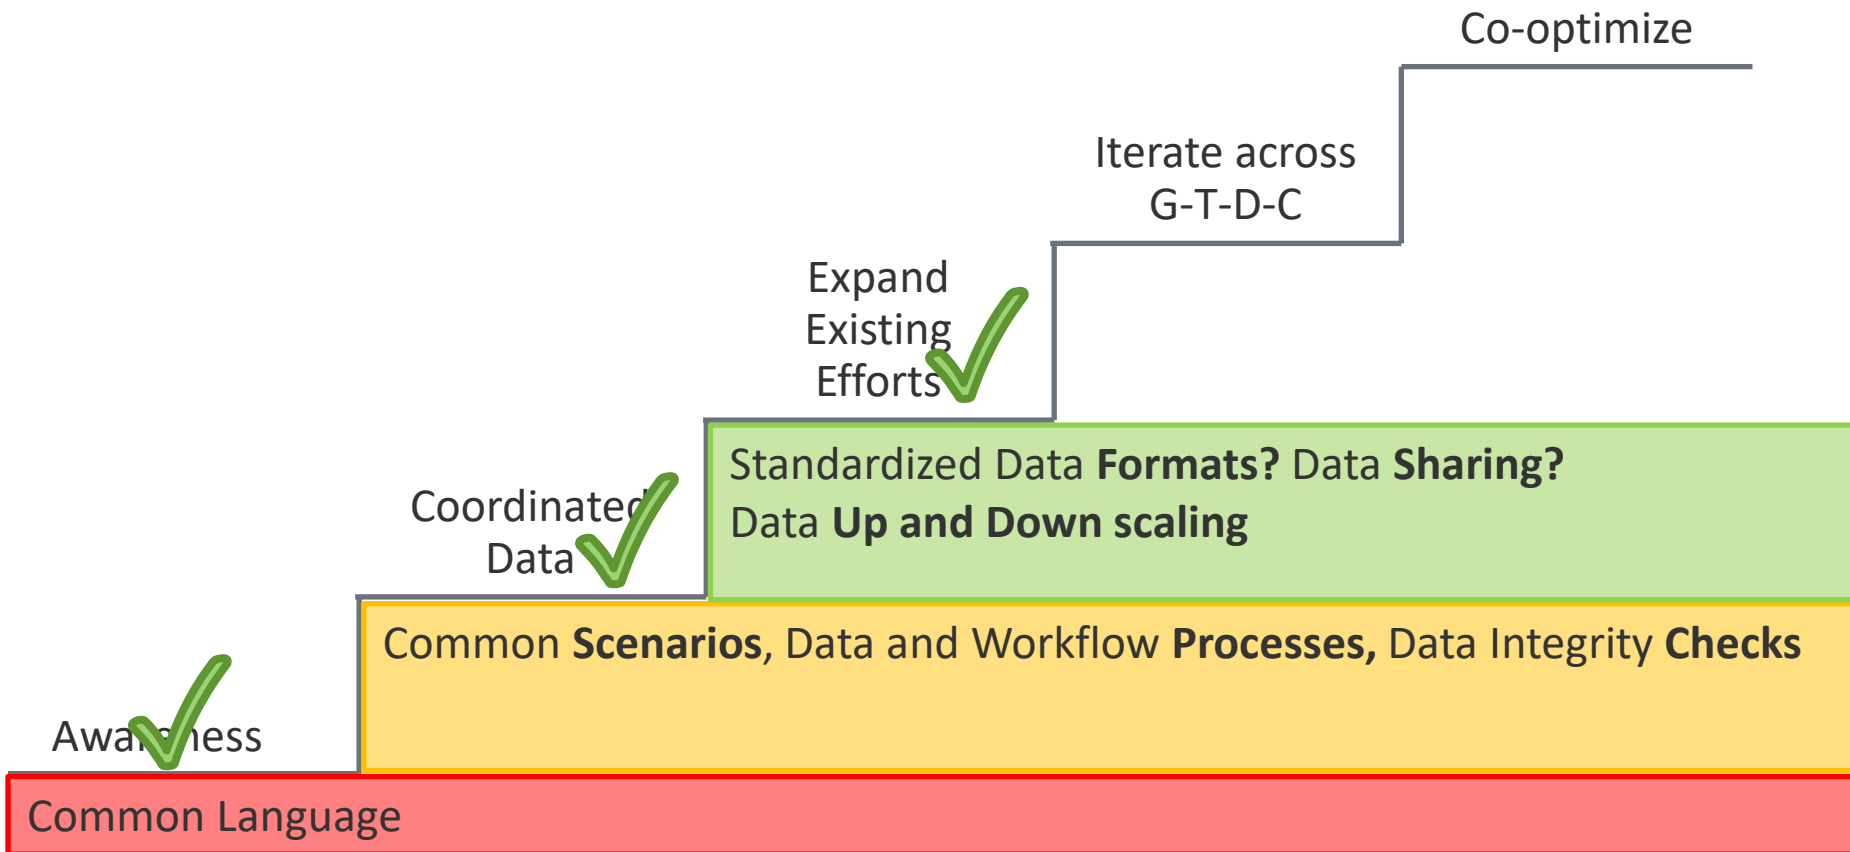 Co-optimize
Iterate across
G-T-D-C
Expand
Existing
Efforts
Standardized Data Formats? Data Sharing?
Data Up and Down scaling
Coordinated
Data
Common Scenarios, Data and Workflow Processes, Data Integrity Checks
Awareness
Common Language